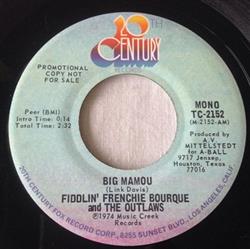 20TH
CENTURY
PROMOTIONAL
COPY NOT
FOR SALE
MONO
TC-2152
(M-2152-AM)
Peer (BMI)
Intro Time: 0:14
Total Time: 2:32
Produced by
A.V.
MITTELSTEDT
for A-BALL
9717 Jensen,
Houston, Texas
77016
BIG MAMOU
(Link Davis)
FIDDLIN' FRENCHIE BOURQUE
and THE OUTLAWS
℗1974 Music Creek
Records
20TH CENTURY FOX RECORD CORP., 8255 SUNSET BLVD., LOS ANGELES, CALIF.